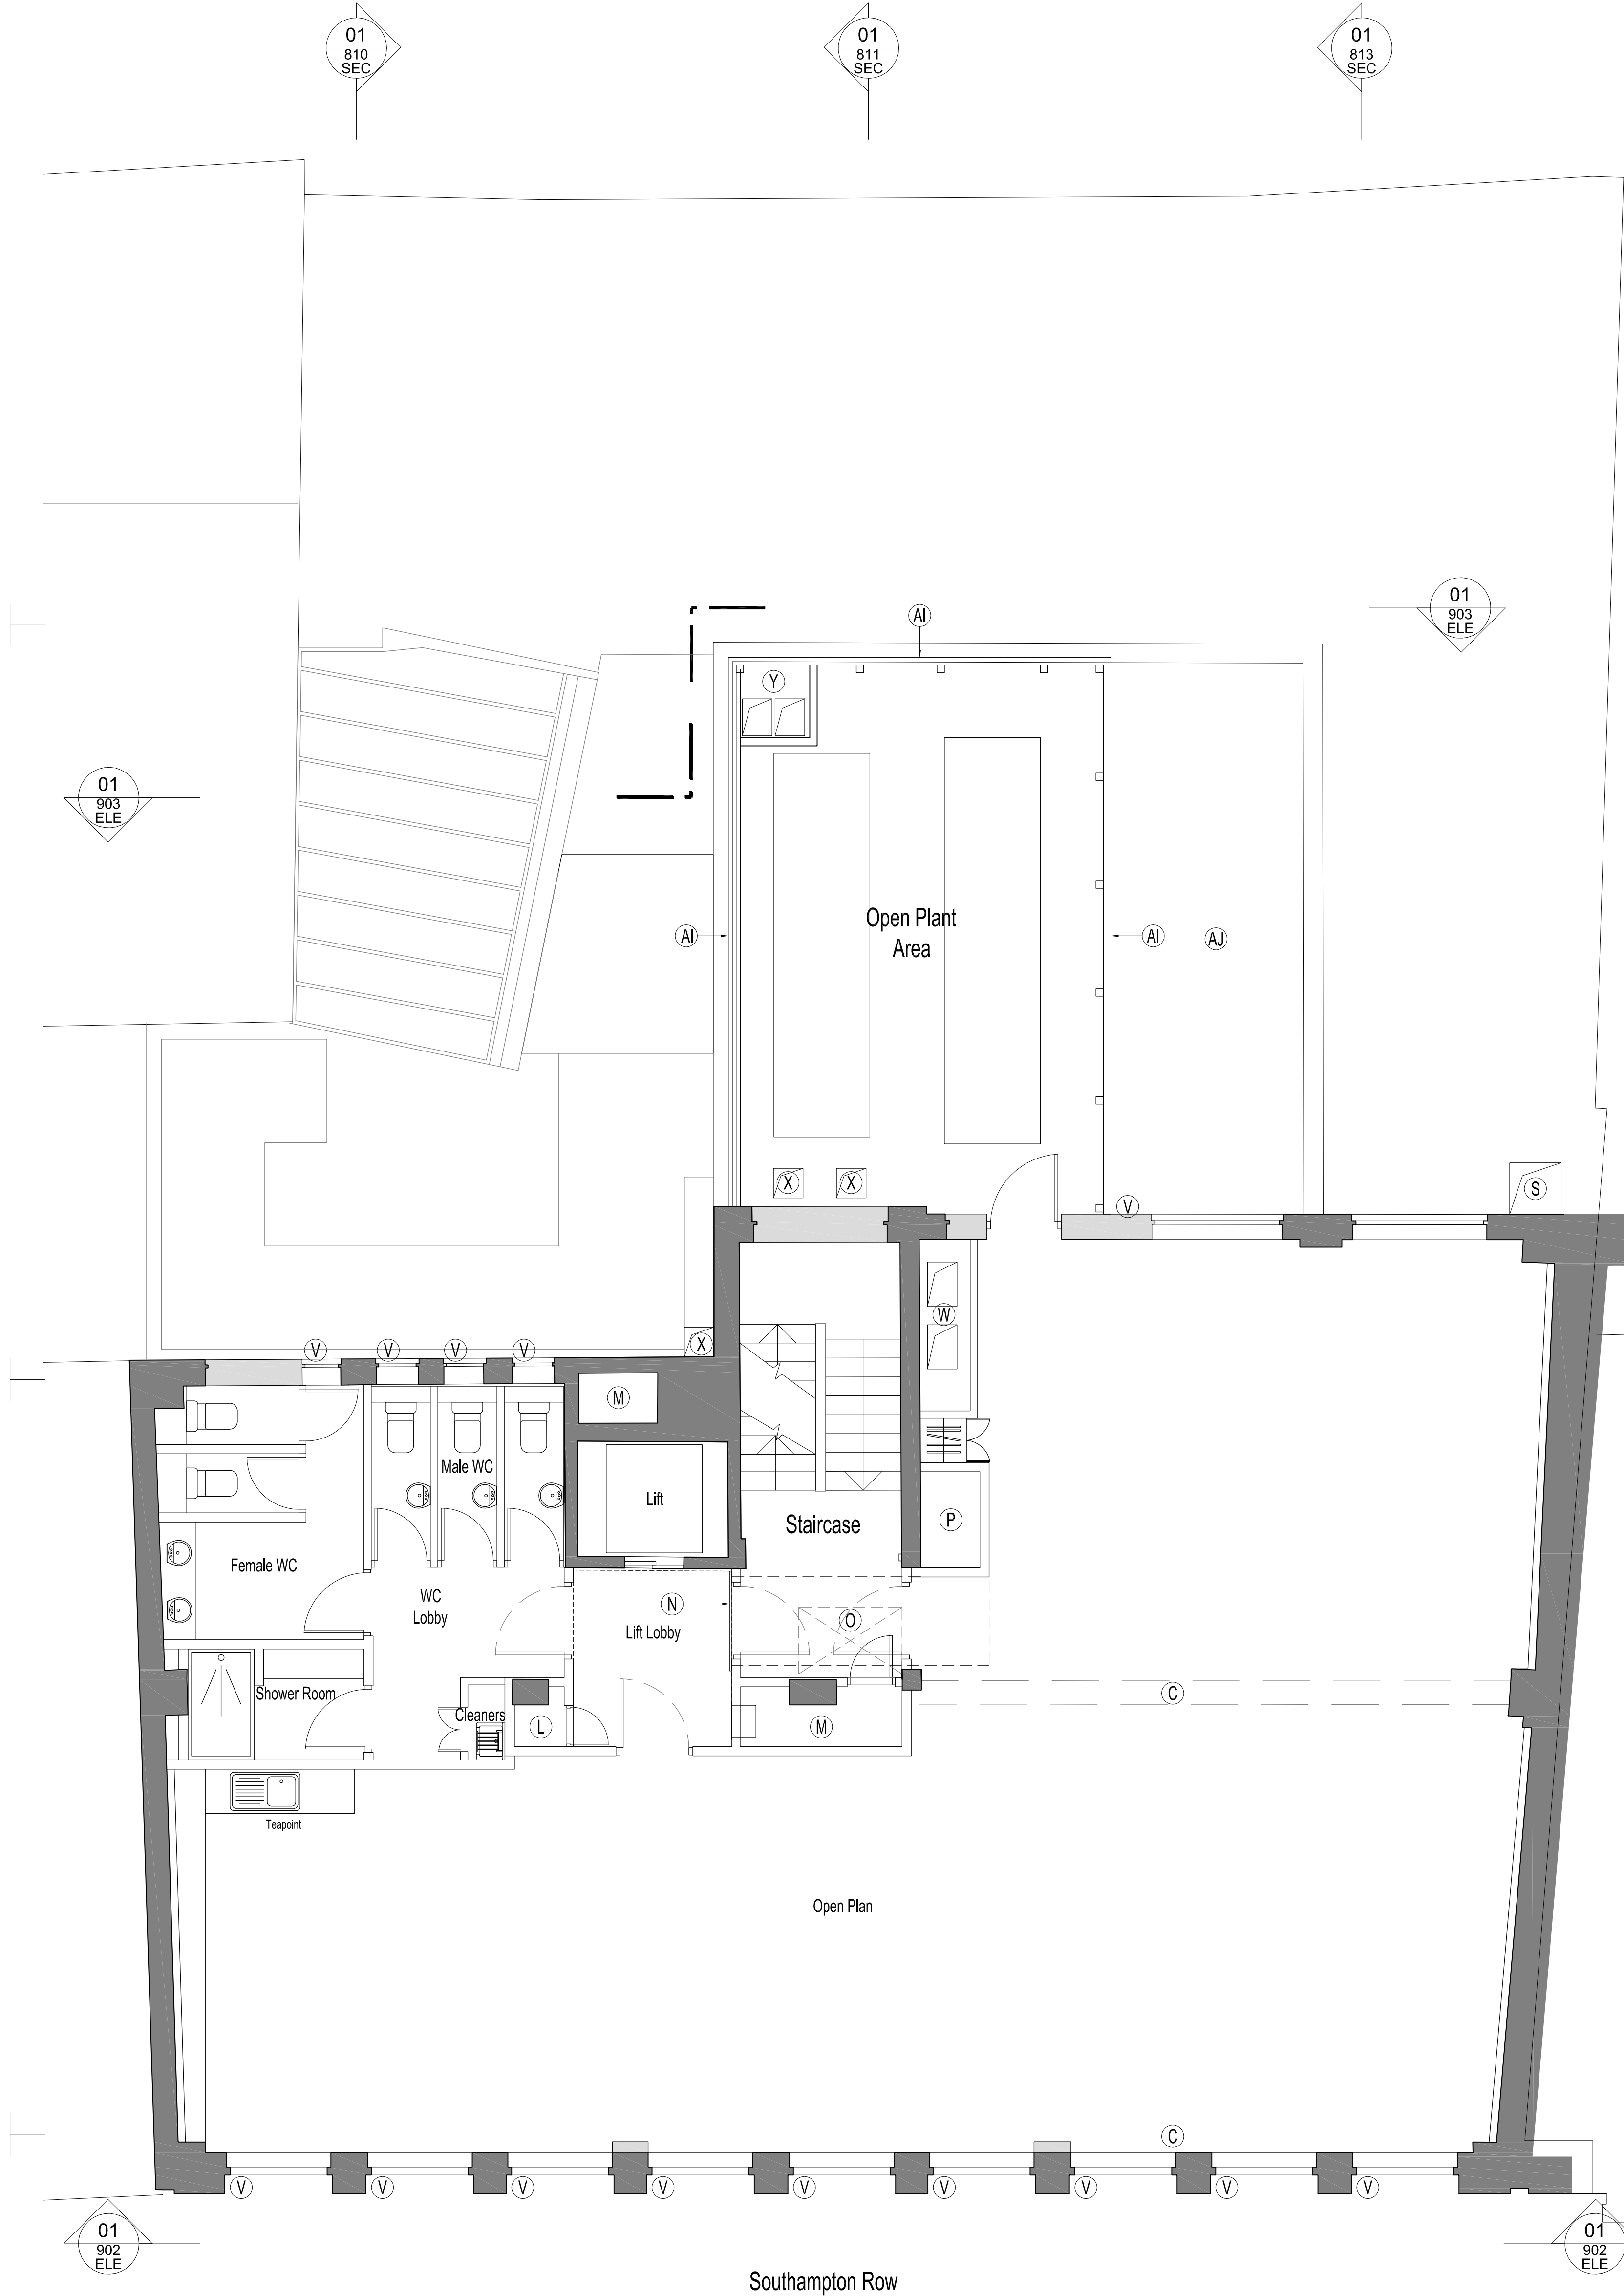 01
810
SEC
01
811
SEC
01
813
SEC
AI
01
903
ELE
Y
01
903
ELE
Open Plant
Area
AI
AI
AJ
X
X
V
S
W
V
V
V
V
X
M
Male WC
Lift
P
Staircase
Female WC
WC
Lobby
N
O
Lift Lobby
Shower Room
C
Cleaners
L
M
Teapoint
Open Plan
C
V
V
V
V
V
V
V
V
V
01
902
ELE
01
902
ELE
Southampton Row